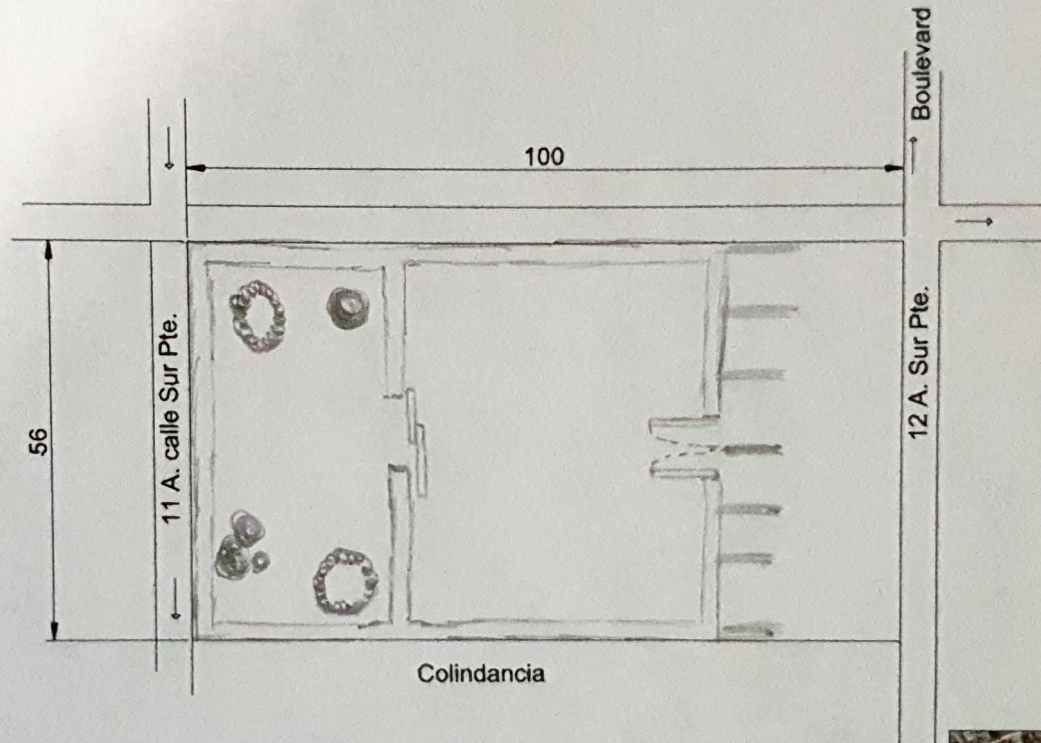 Boulevard
100
56
11 A. calle Sur Pte.
12 A. Sur Pte.
Colindancia